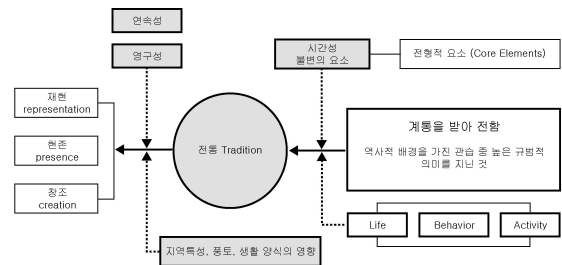 연속성
영구성
시간성
불변의 요소
전형적 요소 (Core Elements)
재현
representation
현존
presence
창조
creation
전통 Tradition
계통을 받아 전함
역사적 배경을 가진 관습 중 높은 규범적
의미를 지닌 것
Life
Behavior
Activity
지역특성, 풍토, 생활 양식의 영향